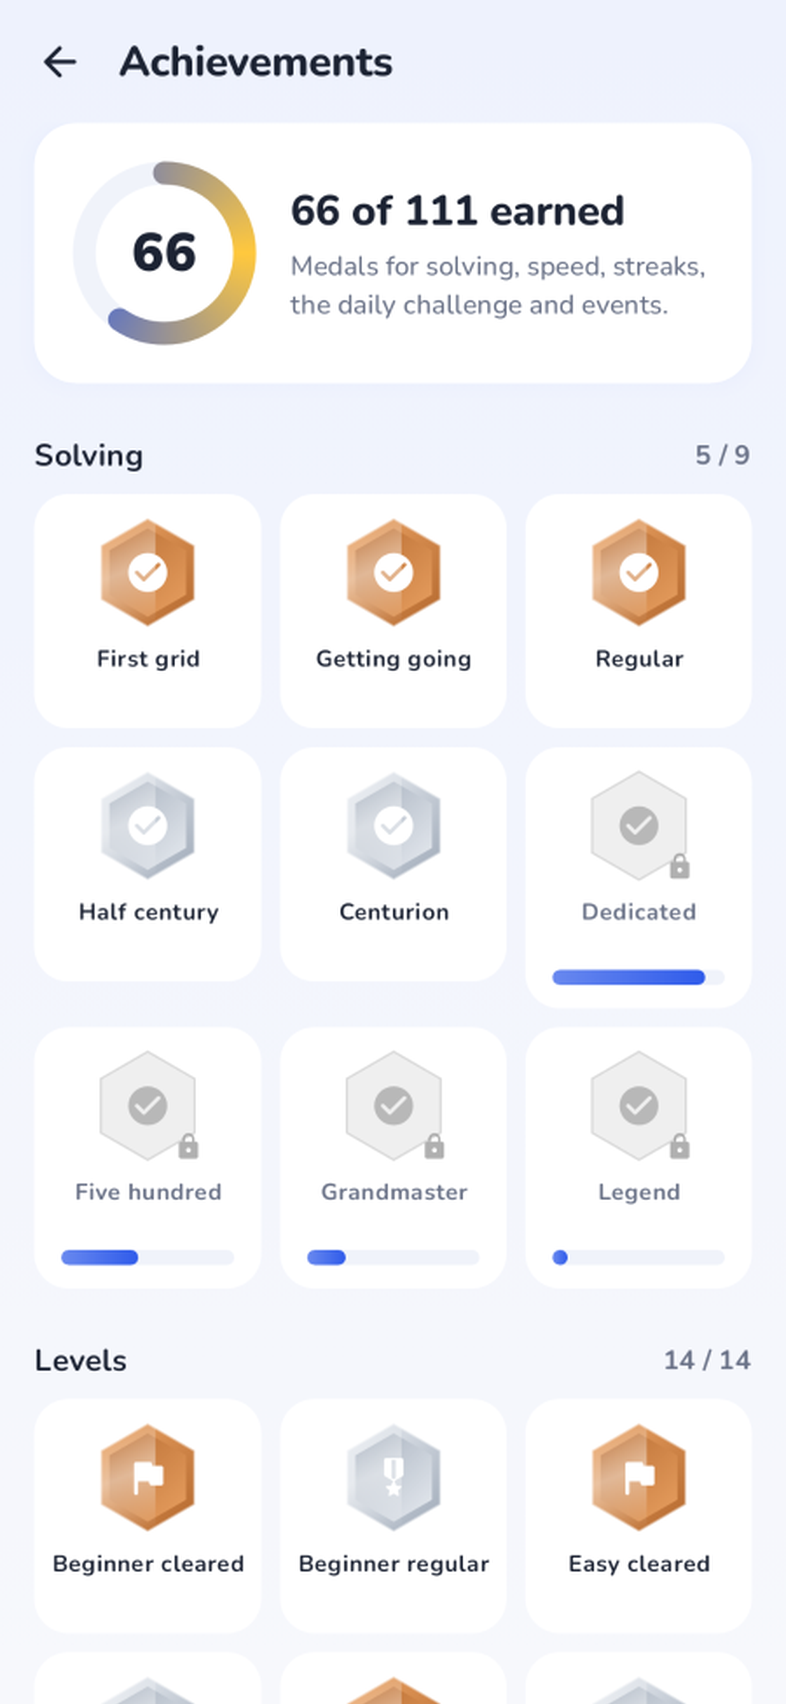 Achievements
66
66 of 111 earned
Medals for solving, speed, streaks,
the daily challenge and events.
Solving
5 / 9
First grid
Getting going
Regular
Half century
Centurion
Dedicated
Five hundred
Grandmaster
Legend
Levels
14 / 14
Beginner cleared
Beginner regular
Easy cleared